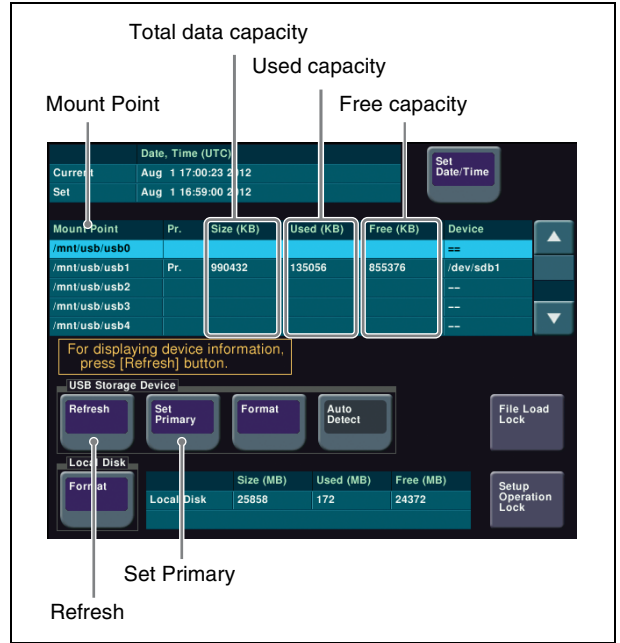 Total data capacity
Used capacity
Mount Point
Free capacity
Date, Time (UTC)
Current Aug 1 17:00:23 2012
Set Aug 1 16:59:00 2012
Set
Date/Time
Mount Point Pr. Size (KB) Used (KB) Free (KB) Device
/mnt/usb/usb0 ==
/mnt/usb/usb1 Pr. 990432 135056 855376 /dev/sdb1
/mnt/usb/usb2 --
/mnt/usb/usb3 --
/mnt/usb/usb4 --
For displaying device information,
press [Refresh] button.
USB Storage Device
Refresh
Set
Primary
Format
Auto
Detect
File Load
Lock
Local Disk
Format
Size (MB) Used (MB) Free (MB)
Local Disk 25858 172 24372
Setup
Operation
Lock
Set Primary
Refresh